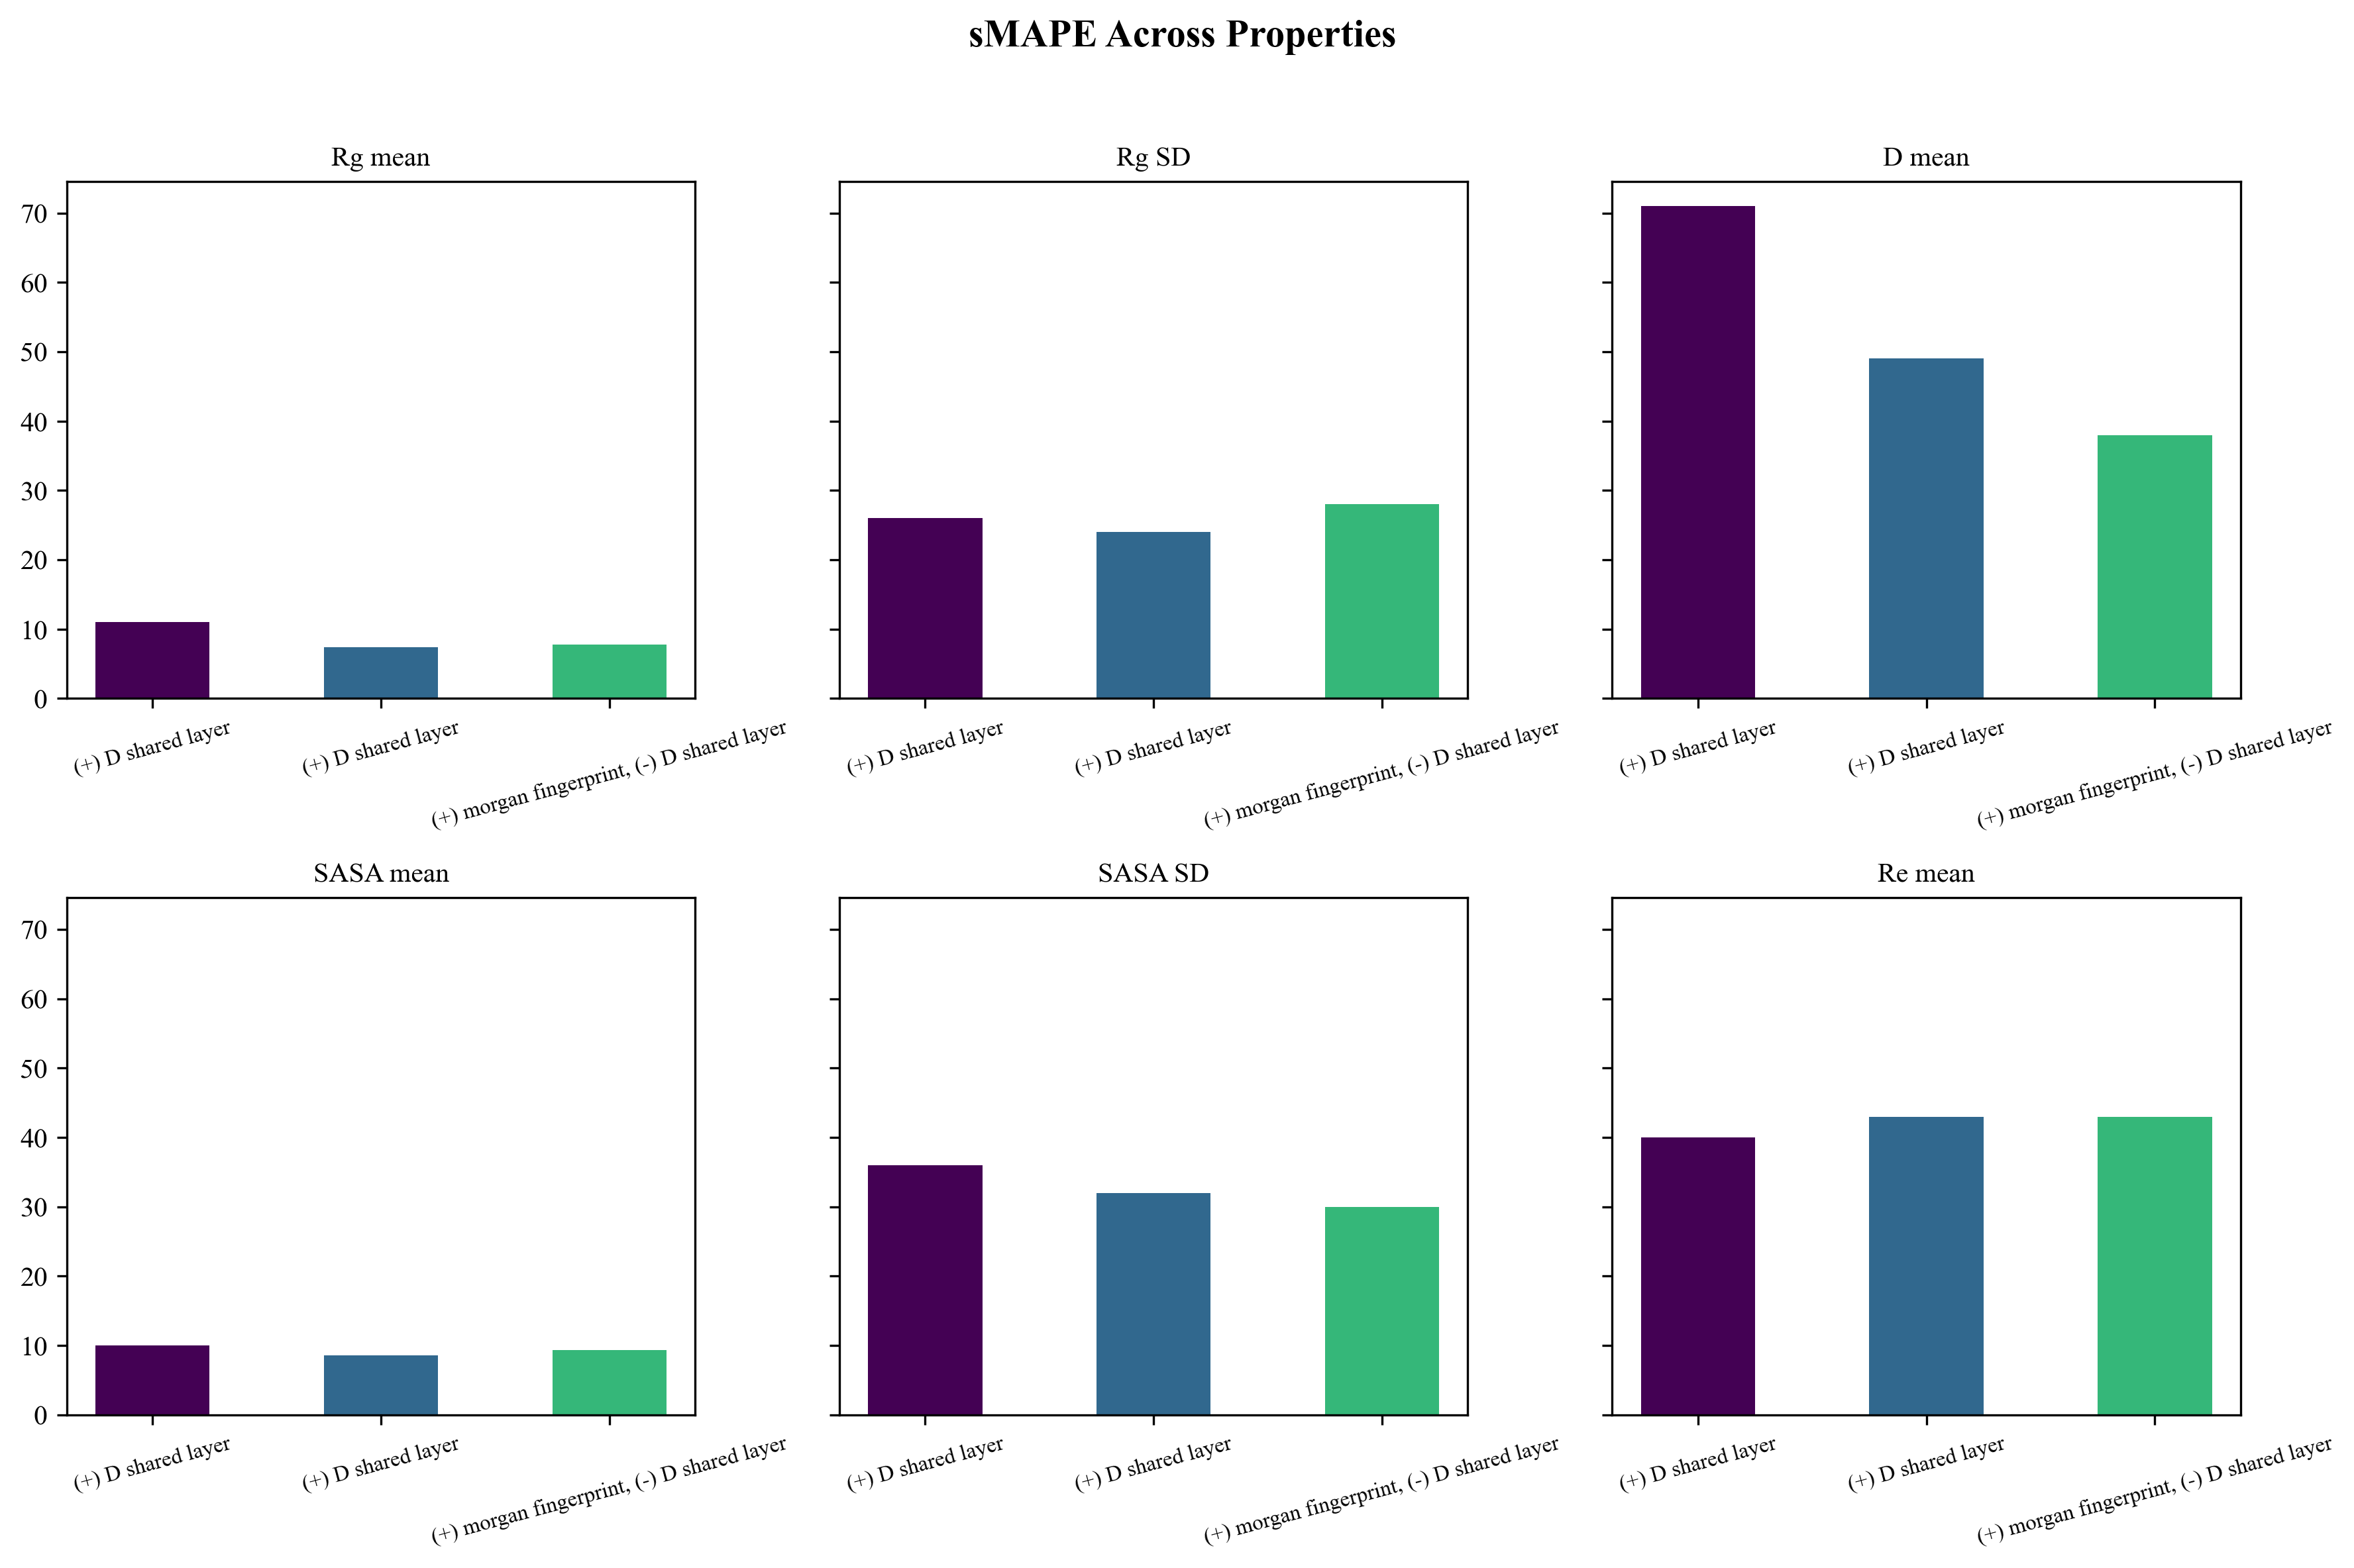 sMAPE Across Properties
Rg mean
70
60
50
40
30
20
10
0
(+) D shared layer
(+) D shared layer
(+) morgan fingerprint, (-) D shared layer
Rg SD
(+) D shared layer
(+) D shared layer
(+) morgan fingerprint, (-) D shared layer
D mean
(+) D shared layer
(+) D shared layer
(+) morgan fingerprint, (-) D shared layer
SASA mean
70
60
50
40
30
20
10
0
(+) D shared layer
(+) D shared layer
(+) morgan fingerprint, (-) D shared layer
SASA SD
(+) D shared layer
(+) D shared layer
(+) morgan fingerprint, (-) D shared layer
Re mean
(+) D shared layer
(+) D shared layer
(+) morgan fingerprint, (-) D shared layer